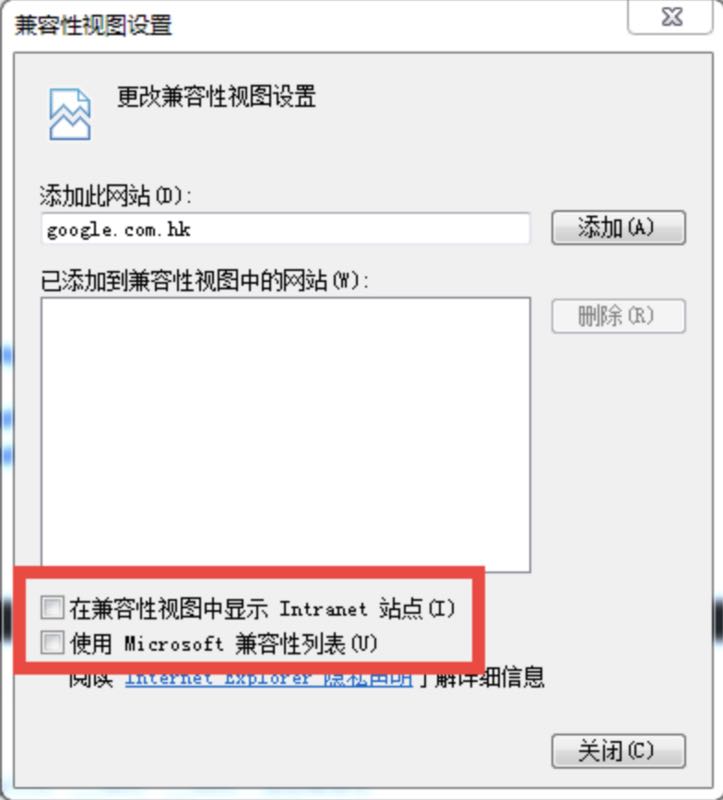 兼容性视图设置
更改兼容性视图设置
添加此网站(D):
google.com.hk
添加(A)
已添加到兼容性视图中的网站(W):
删除(R)
在兼容性视图中显示 Intranet 站点(I)
使用 Microsoft 兼容性列表(U)
阅读 Internet Explorer 隐私声明了解详细信息
关闭(C)